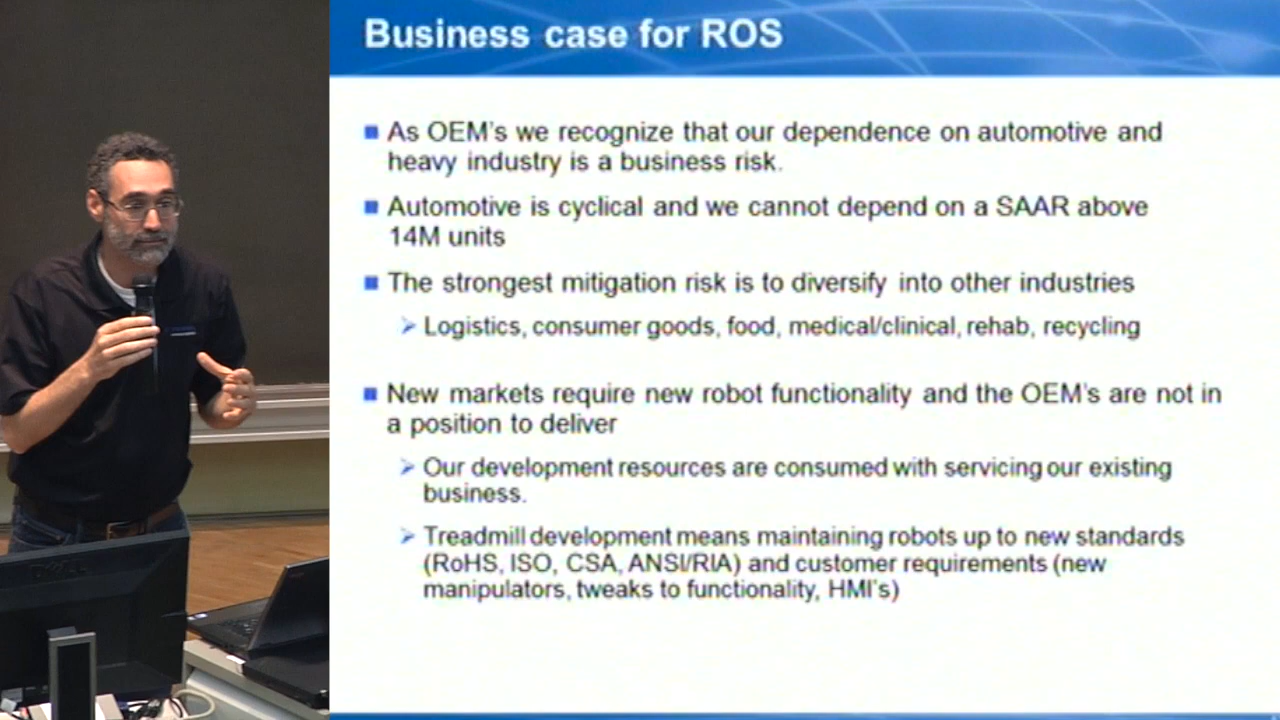 Business case for ROS
As OEM's we recognize that our dependence on automotive and
heavy industry is a business risk.
Automotive is cyclical and we cannot depend on a SAAR above
14M units
The strongest mitigation risk is to diversify into other industries
Logistics, consumer goods, food, medical/clinical, rehab, recycling
New markets require new robot functionality and the OEM's are not in
a position to deliver
Our development resources are consumed with servicing our existing
business.
Treadmill development means maintaining robots up to new standards
(RoHS, ISO, CSA, ANSI/RIA) and customer requirements (new
manipulators, tweaks to functionality, HMI's)
DELL